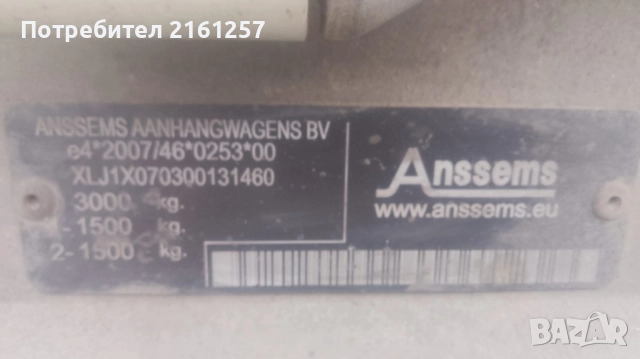 Потребител 2161257
ANSSEMS AANHANGWAGENS BV
e4*2007/46*0253*00
XLJ1X070300131460
3000 kg.
1-1500 kg.
2-1500 kg.
Anssems
www.anssems.eu
BAZAR